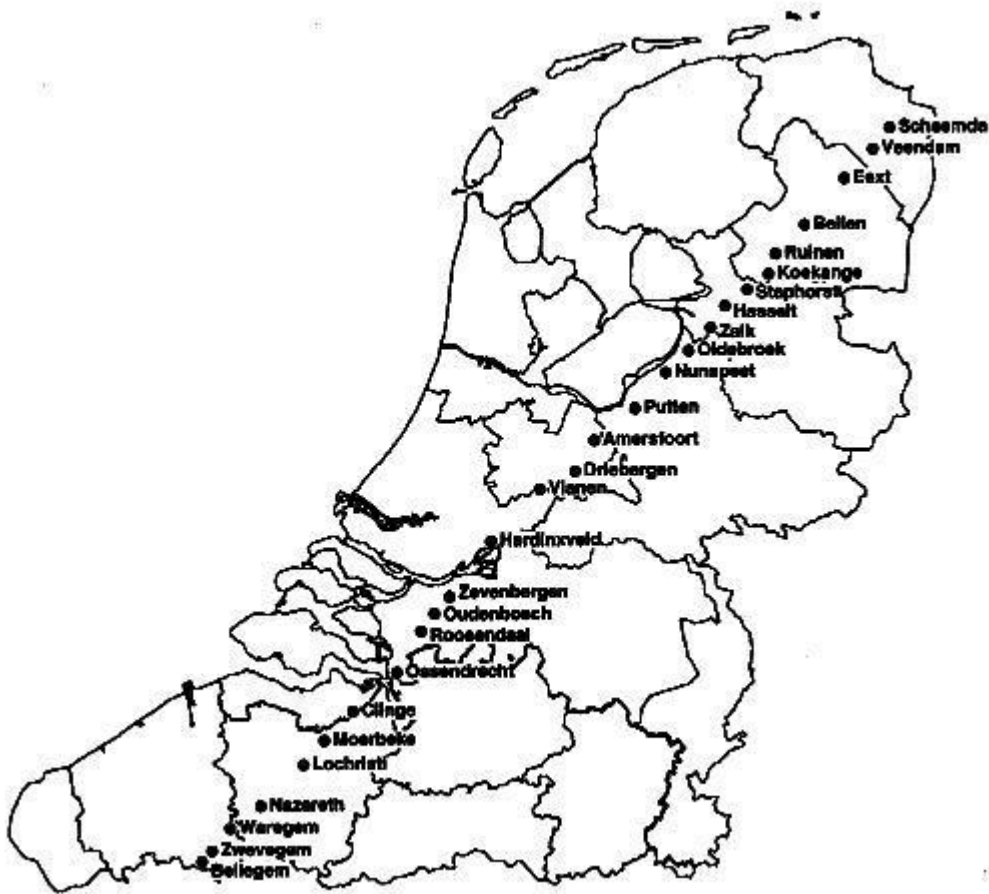 Scheemda
Veendam
Eext
Beilen
Ruinen
Koekange
Staphorst
Hasselt
Zalk
Oldebroek
Nunspeet
Putten
Amersfoort
Driebergen
Vianen
Hardinxveld
Zevenbergen
Oudenbosch
Roosendaal
Ossendrecht
Clinge
Moerbeke
Lochristi
Nazareth
Waregem
Zwevegem
Bellegem